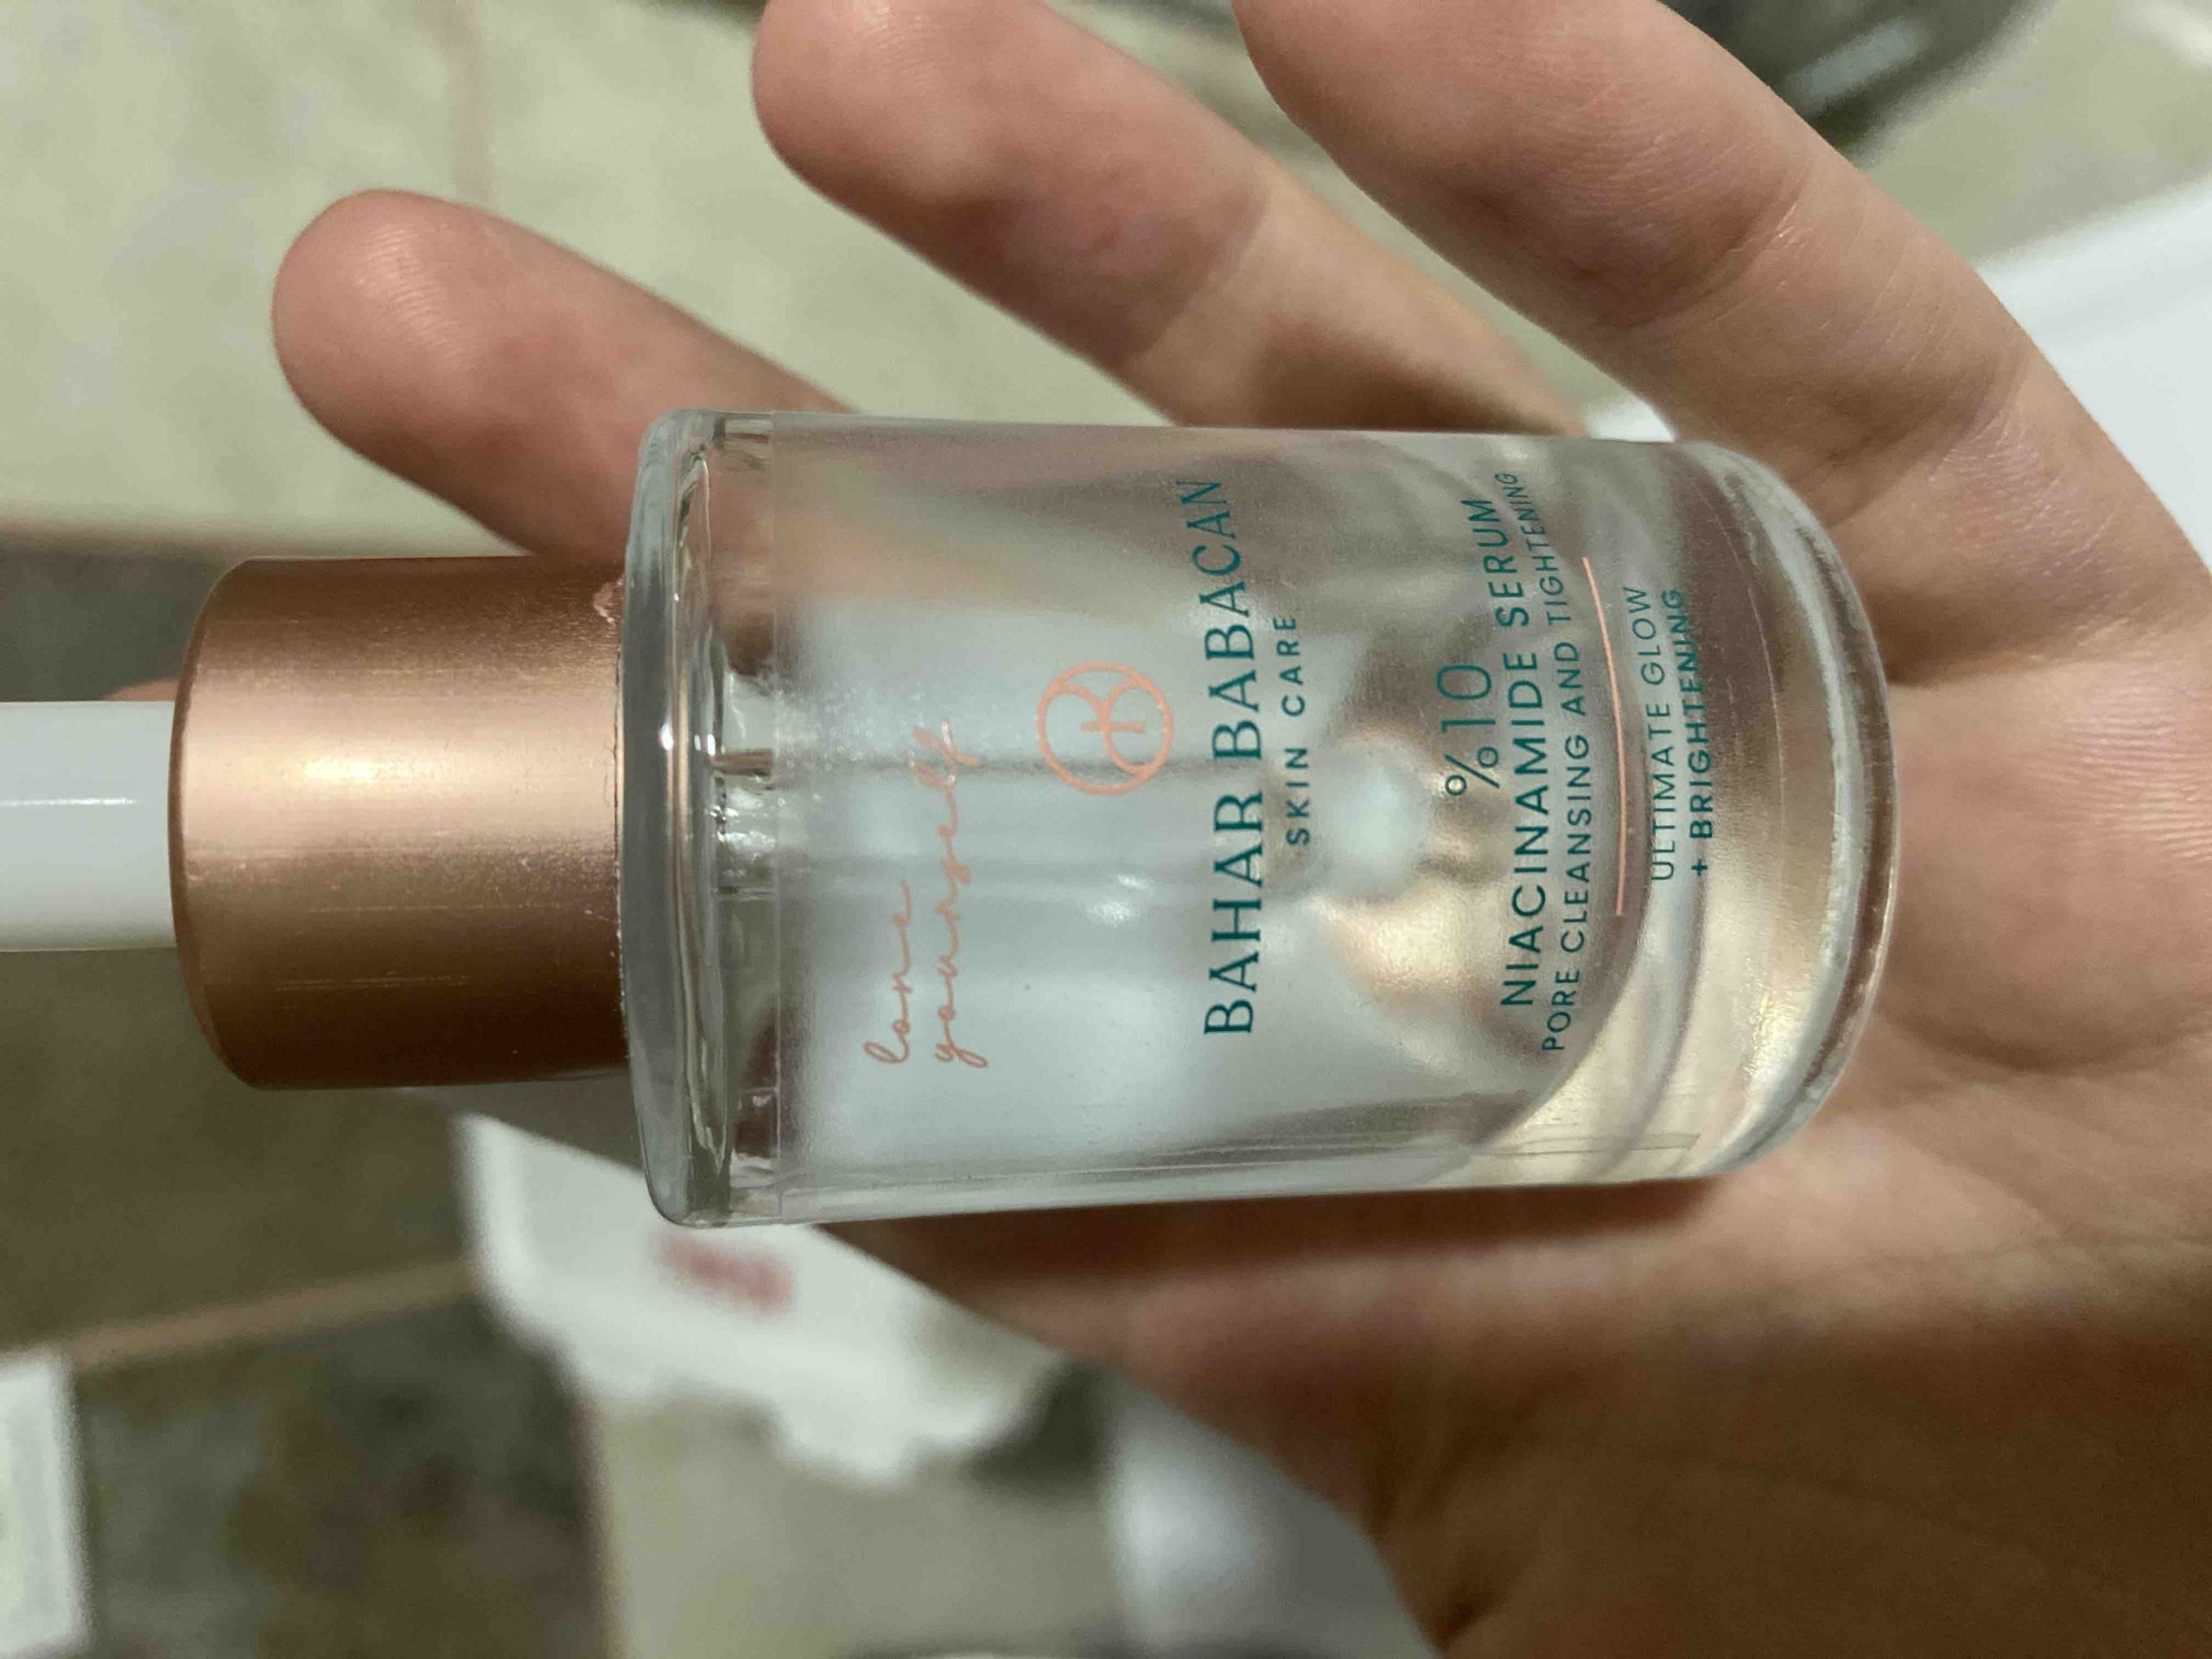 love
yourself
B
BAHAR BABACAN
SKIN CARE
%10
NIACINAMIDE SERUM
PORE CLEANSING AND TIGHTENING
ULTIMATE GLOW
+ BRIGHTENING